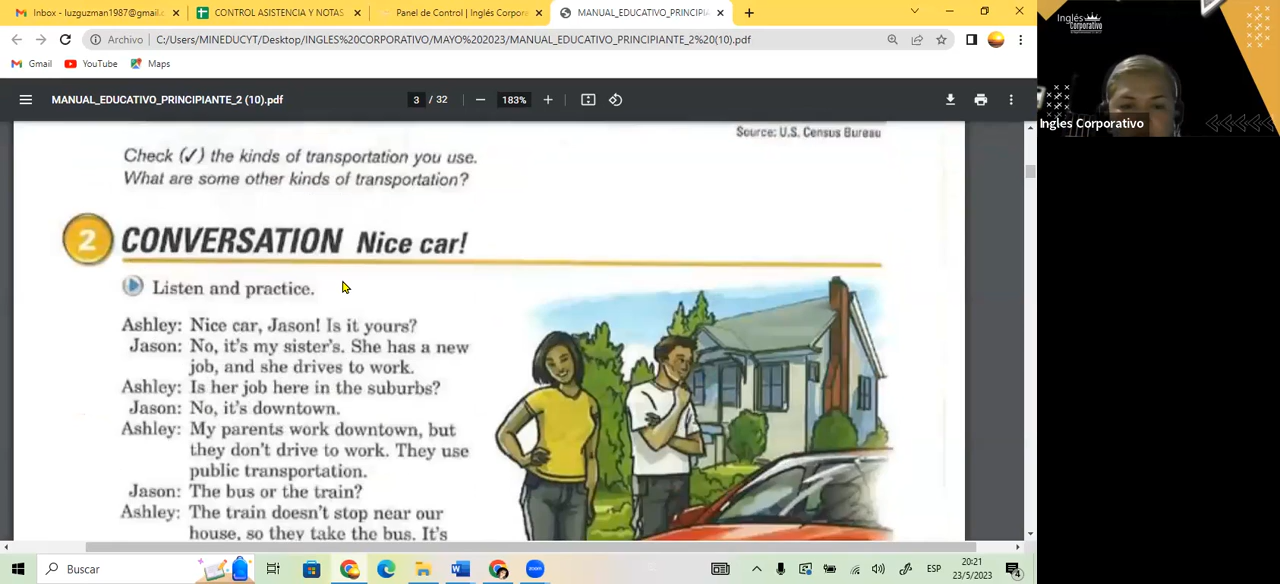 Inbox - luzguzman1987@gmail.c
CONTROL ASISTENCIA Y NOTAS
Panel de Control | Inglés Corpora
MANUAL_EDUCATIVO_PRINCIPI
Archivo
C:/Users/MINEDUCYT/Desktop/INGLES%20CORPORATIVO/MAYO%202023/MANUAL_EDUCATIVO_PRINCIPIANTE_2%20(10).pdf
Gmail
YouTube
Maps
MANUAL_EDUCATIVO_PRINCIPIANTE_2 (10).pdf
3 / 32
183%
Source: U.S. Census Bureau
Check (✓) the kinds of transportation you use.
What are some other kinds of transportation?
2 CONVERSATION Nice car!
Listen and practice.
Ashley: Nice car, Jason! Is it yours?
Jason: No, it's my sister's. She has a new
job, and she drives to work.
Ashley: Is her job here in the suburbs?
Jason: No, it's downtown.
Ashley: My parents work downtown, but
they don't drive to work. They use
public transportation.
Jason: The bus or the train?
Ashley: The train doesn't stop near our
house, so they take the bus. It's
Inglés
Corporativo
Ingles Corporativo
Buscar
ESP
20:21
23/5/2023
4